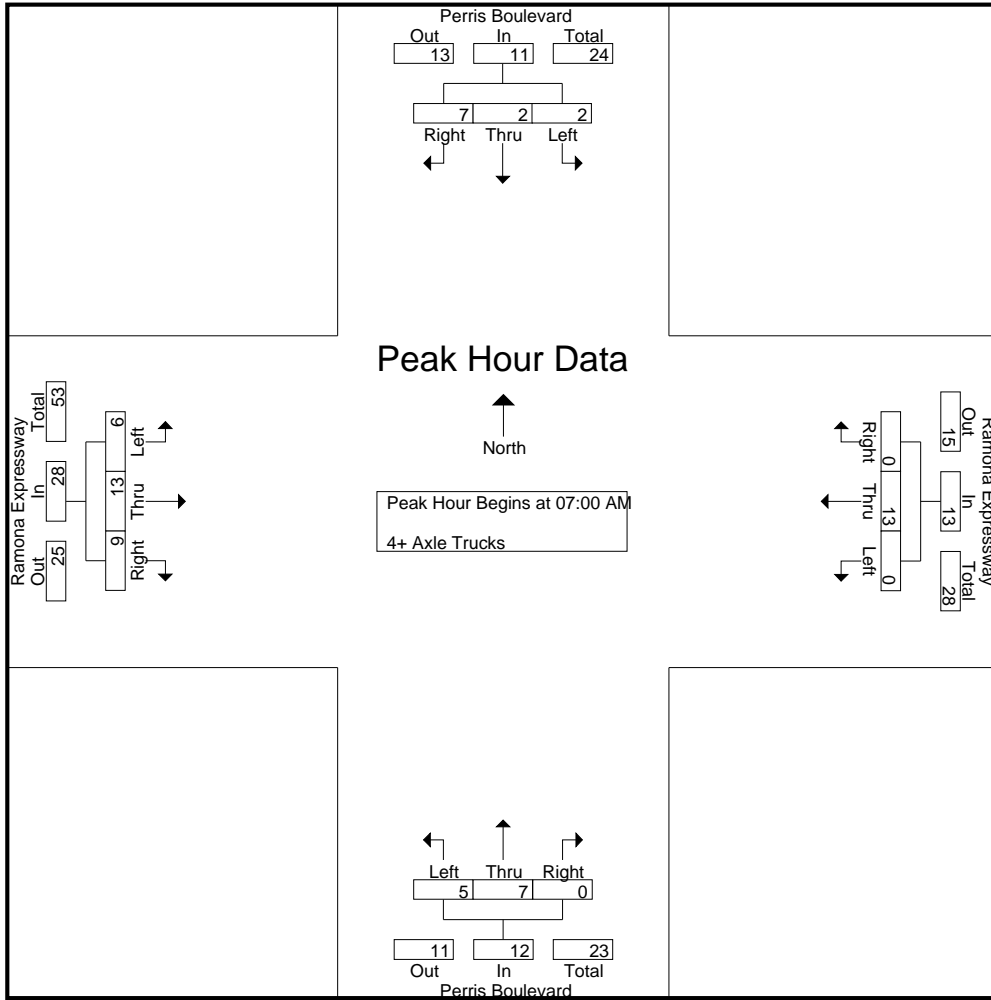 Perris Boulevard
Out In Total
13 11 24
7 2 2
Right Thru Left
Peak Hour Data
North
Peak Hour Begins at 07:00 AM
4+ Axle Trucks
Ramona Expressway
Total In Out
53 28 25
6 13 9
Left Thru Right
Right Thru Left
0 13 0
15 13 28
Out In Total
Ramona Expressway
Left Thru Right
5 7 0
11 12 23
Out In Total
Perris Boulevard